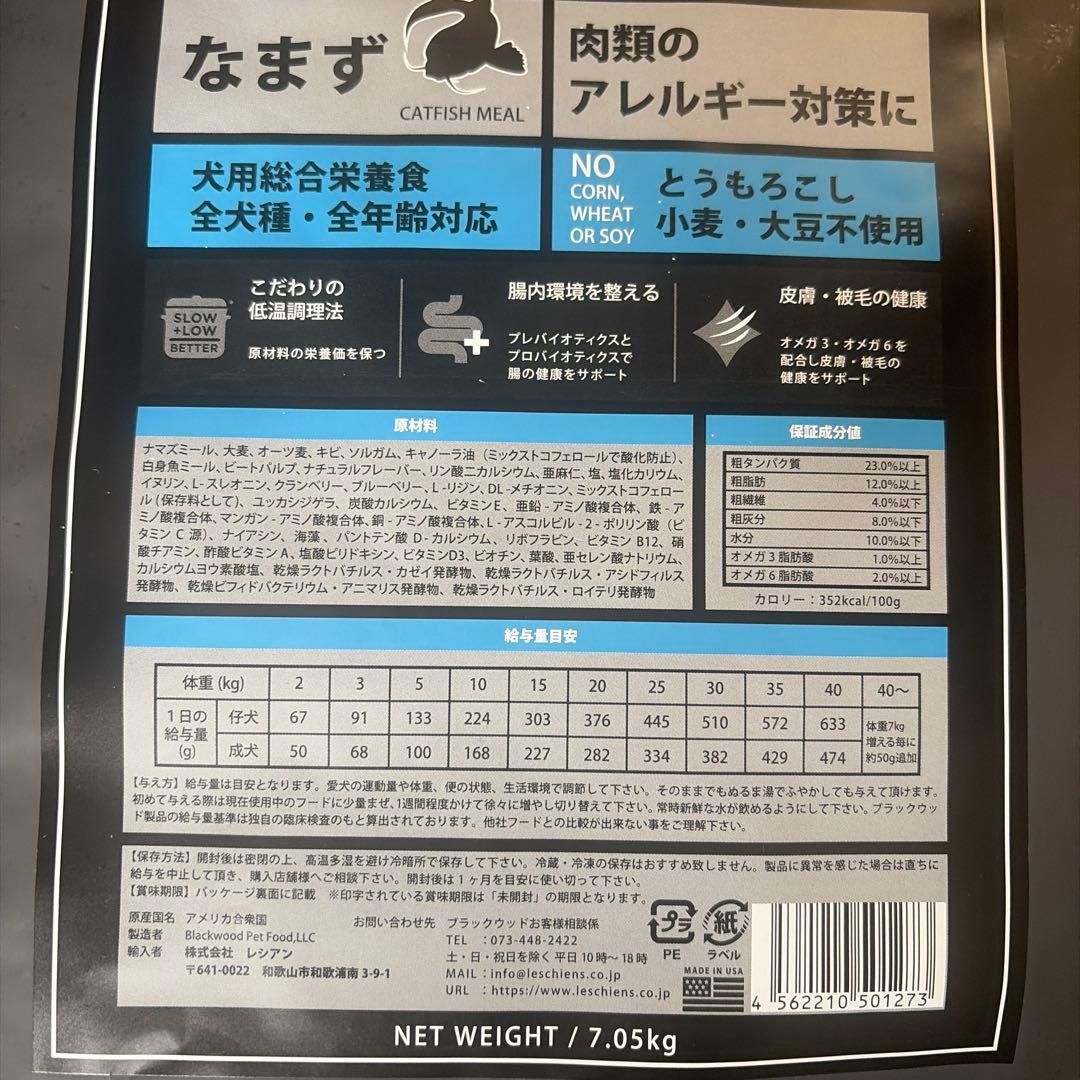 なまず
CATFISH MEAL
肉類の
アレルギー対策に
犬用総合栄養食
全犬種・全年齢対応
NO
CORN,
WHEAT
OR SOY
とうもろこし
小麦・大豆不使用
SLOW
+LOW
BETTER
こだわりの
低温調理法
原材料の栄養価を保つ
腸内環境を整える
プレバイオティクスと
プロバイオティクスで
腸の健康をサポート
皮膚・被毛の健康
オメガ3・オメガ6を
配合し皮膚・被毛の
健康をサポート
原材料
ナマズミール、大麦、オーツ麦、キビ、ソルガム、キャノーラ油（ミックストコフェロールで酸化防止）、
白身魚ミール、ビートパルプ、ナチュラルフレーバー、リン酸二カルシウム、亜麻仁、塩、塩化カリウム、
イヌリン、L-スレオニン、クランベリー、ブルーベリー、L-リジン、DL-メチオニン、ミックストコフェロー
ル（保存料として）、ユッカシジゲラ、炭酸カルシウム、ビタミンE、亜鉛-アミノ酸複合体、鉄-ア
ミノ酸複合体、マンガン-アミノ酸複合体、銅-アミノ酸複合体、L-アスコルビル-2-ポリリン酸（ビ
タミンC源）、ナイアシン、海藻、パントテン酸D-カルシウム、リボフラビン、ビタミンB12、硝
酸チアミン、酢酸ビタミンA、塩酸ピリドキシン、ビタミンD3、ビオチン、葉酸、亜セレン酸ナトリウム、
カルシウムヨウ素酸塩、乾燥ラクトバチルス・カゼイ発酵物、乾燥ラクトバチルス・アシドフィルス
発酵物、乾燥ビフィドバクテリウム・アニマリス発酵物、乾燥ラクトバチルス・ロイテリ発酵物
保証成分値
粗タンパク質 23.0%以上
粗脂肪 12.0%以上
粗繊維 4.0%以下
粗灰分 8.0%以下
水分 10.0%以下
オメガ3脂肪酸 1.0%以上
オメガ6脂肪酸 2.0%以上
カロリー：352kcal/100g
給与量目安
体重(kg) 2 3 5 10 15 20 25 30 35 40 40〜
1日の
給与量
(g)
仔犬 67 91 133 224 303 376 445 510 572 633
成犬 50 68 100 168 227 282 334 382 429 474
体重7kg
増える毎に
約50g追加
【与え方】給与量は目安となります。愛犬の運動量や体重、便の状態、生活環境で調節して下さい。そのままでもぬるま湯でふやかしても与えて頂けます。
初めて与える際は現在使用中のフードに少量まぜ、1週間程度かけて徐々に増やし切り替えて下さい。常時新鮮な水が飲めるようにして下さい。ブラックウッ
ド製品の給与量基準は独自の臨床検査のもと算出されております。他社フードとの比較が出来ない事をご理解下さい。
【保存方法】開封後は密閉の上、高温多湿を避け冷暗所で保存して下さい。冷蔵・冷凍の保存はおすすめ致しません。製品に異常を感じた場合は直ちに
給与を中止して頂き、購入店舗様へご相談下さい。開封後は1ヶ月を目安に使い切って下さい。
【賞味期限】パッケージ裏面に記載 ※印字されている賞味期限は「未開封」の期限となります。
原産国名 アメリカ合衆国
製造者 Blackwood Pet Food,LLC
輸入者 株式会社 レシアン
〒641-0022 和歌山市和歌浦南3-9-1
お問い合わせ先 ブラックウッドお客様相談係
TEL ：073-448-2422
土・日・祝日を除く 平日10時〜18時
MAIL：info@leschiens.co.jp
URL ：https://www.leschiens.co.jp
プラ
PE
紙
ラベル
MADE IN USA
4 562210 501273
NET WEIGHT / 7.05kg